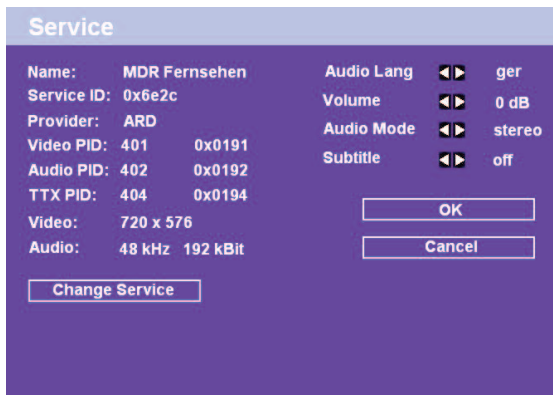 Service
Name: MDR Fernsehen
Service ID: 0x6e2c
Provider: ARD
Video PID: 401 0x0191
Audio PID: 402 0x0192
TTX PID: 404 0x0194
Video: 720 x 576
Audio: 48 kHz 192 kBit
Change Service
Audio Lang ger
Volume 0 dB
Audio Mode stereo
Subtitle off
OK
Cancel